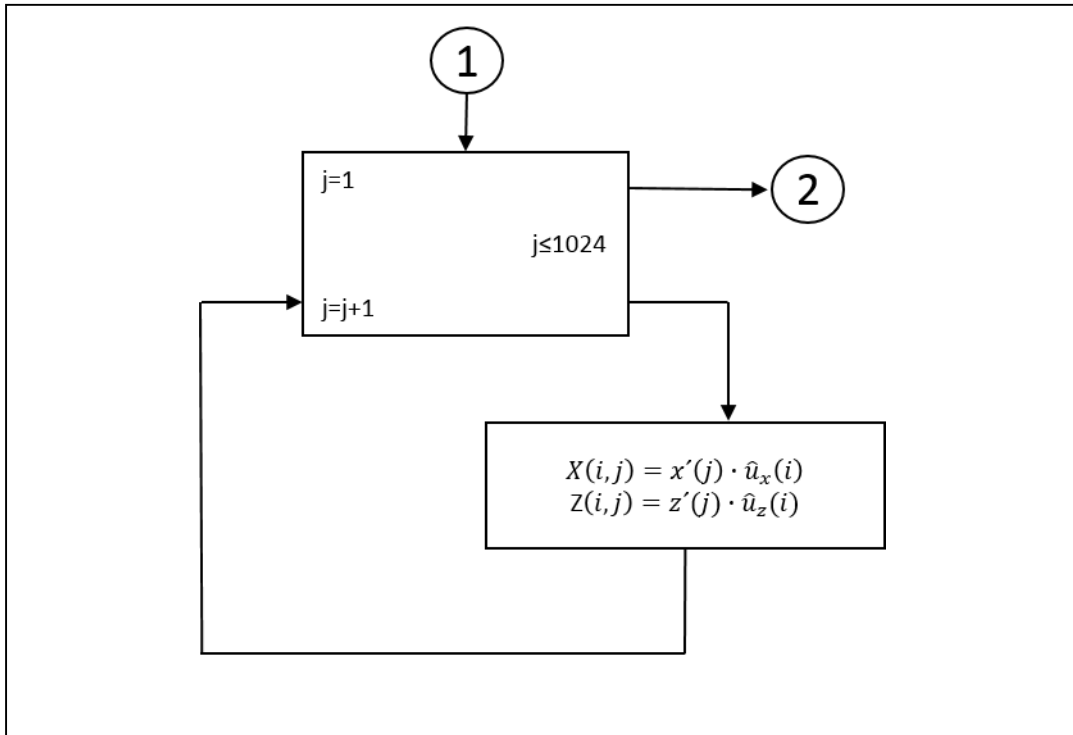 1
j=1
2
j≤1024
j=j+1
X(i,j) = x´(j) · û_x(i)
Z(i,j) = z´(j) · û_z(i)